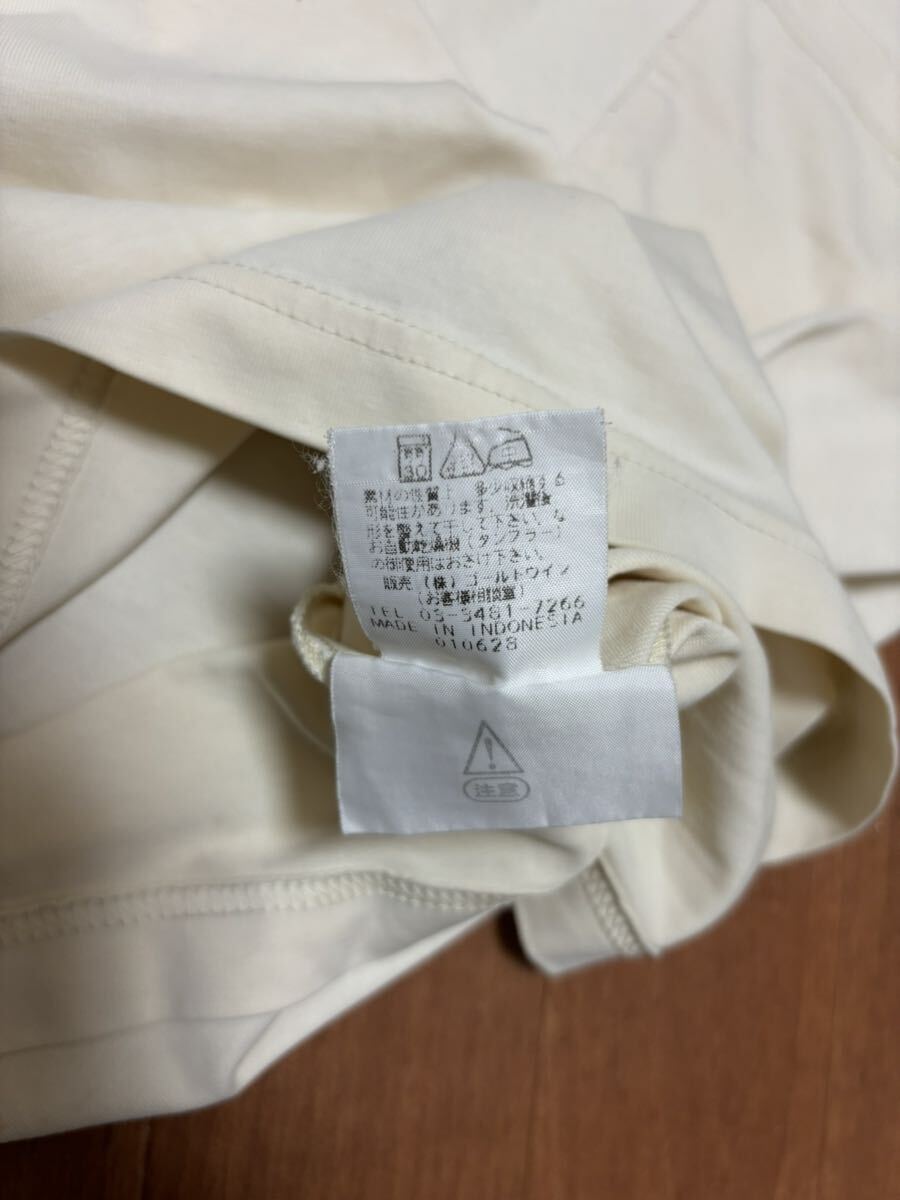 30
素材の性質上 多少収縮する
可能性があります。洗濯後
形を整えて干して下さい。な
お自動乾燥機（タンブラー）
の御使用はおさけ下さい。
販売 （株）ゴールドウイン
（お客様相談室）
TEL 03-3481-7266
MADE IN INDONESIA
010628
注意